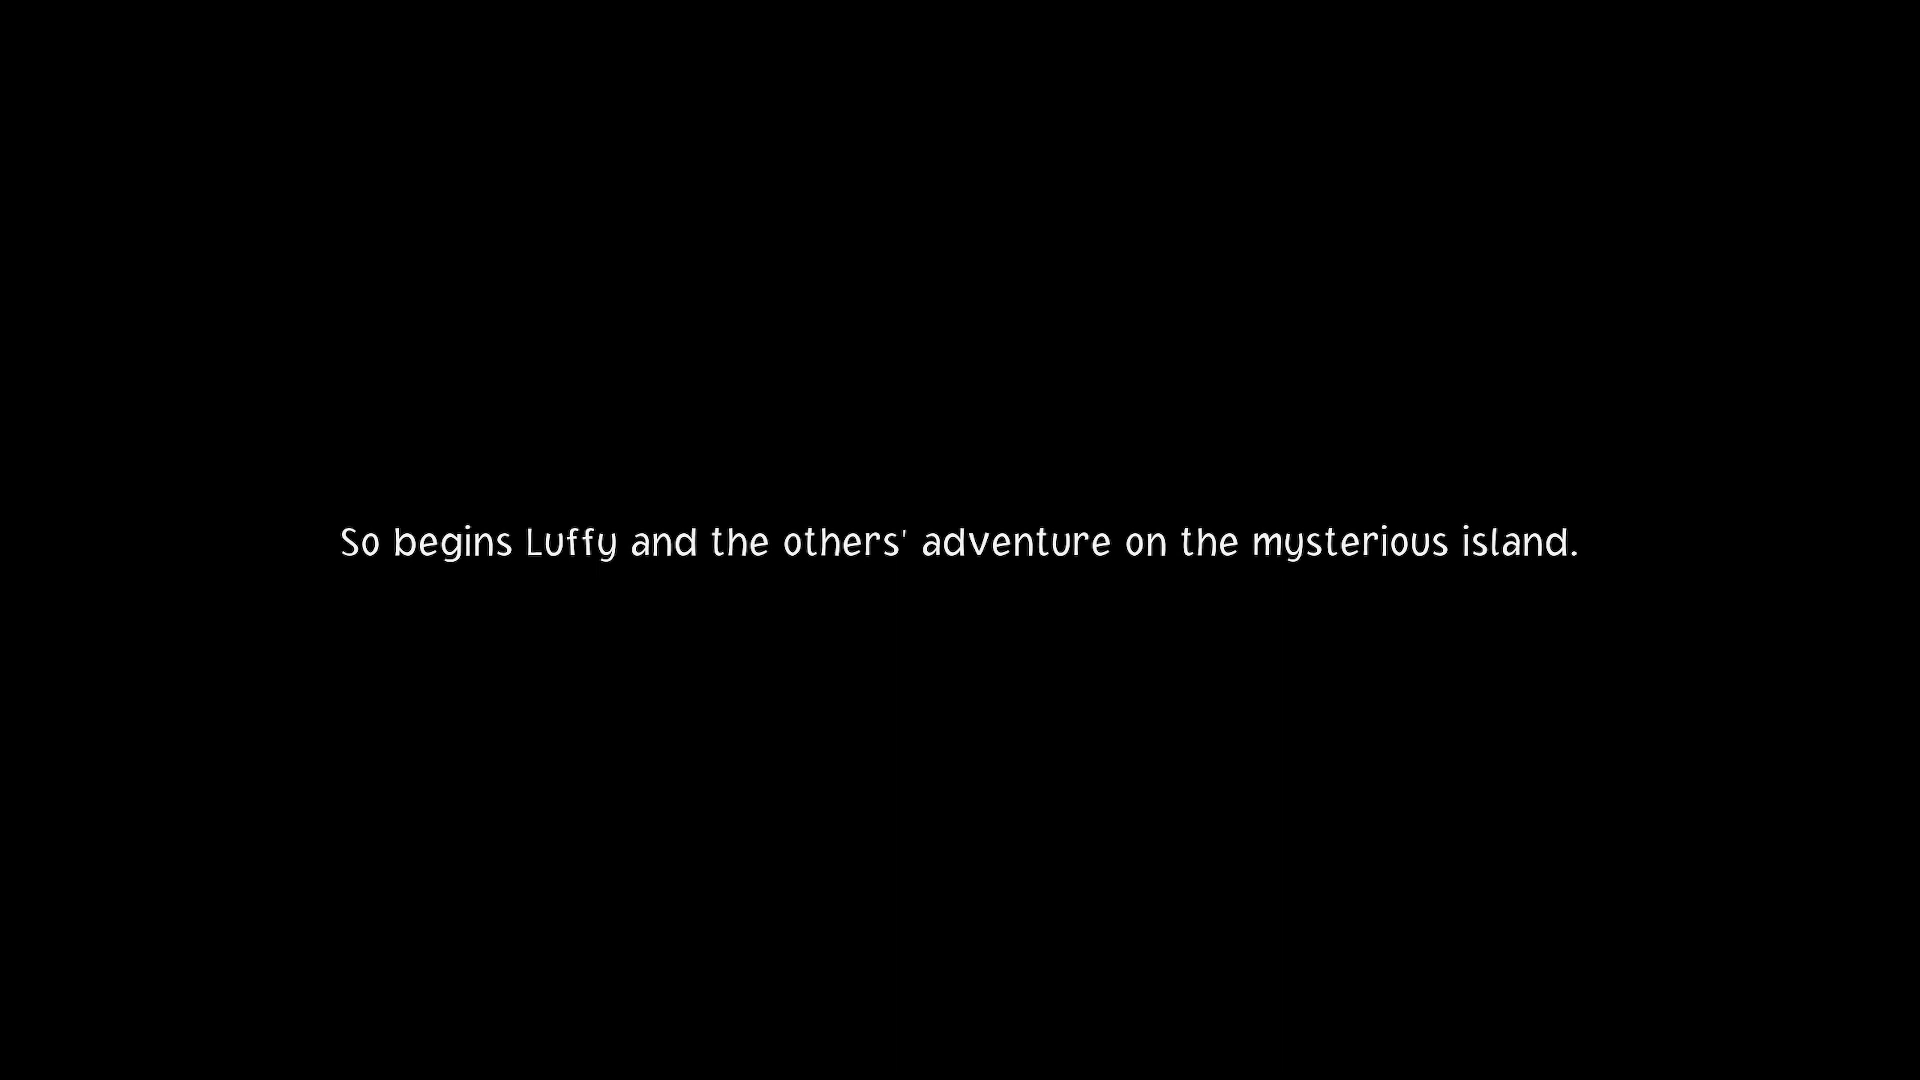 So begins Luffy and the others' adventure on the mysterious island.